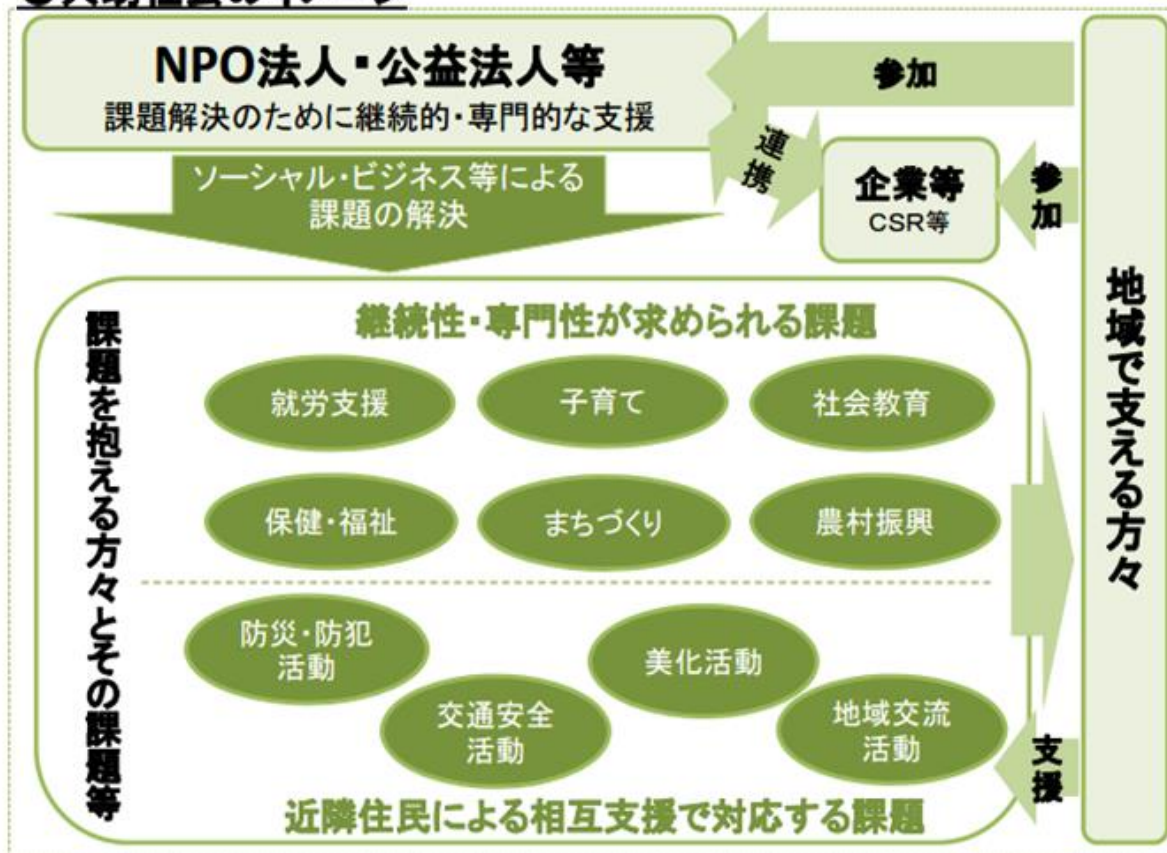 NPO法人・公益法人等
課題解決のために継続的・専門的な支援
参加
連携
企業等
CSR等
参加
ソーシャル・ビジネス等による
課題の解決
地域で支える方々
課題を抱える方々とその課題等
継続性・専門性が求められる課題
就労支援
子育て
社会教育
保健・福祉
まちづくり
農村振興
防災・防犯
活動
美化活動
交通安全
活動
地域交流
活動
支援
近隣住民による相互支援で対応する課題